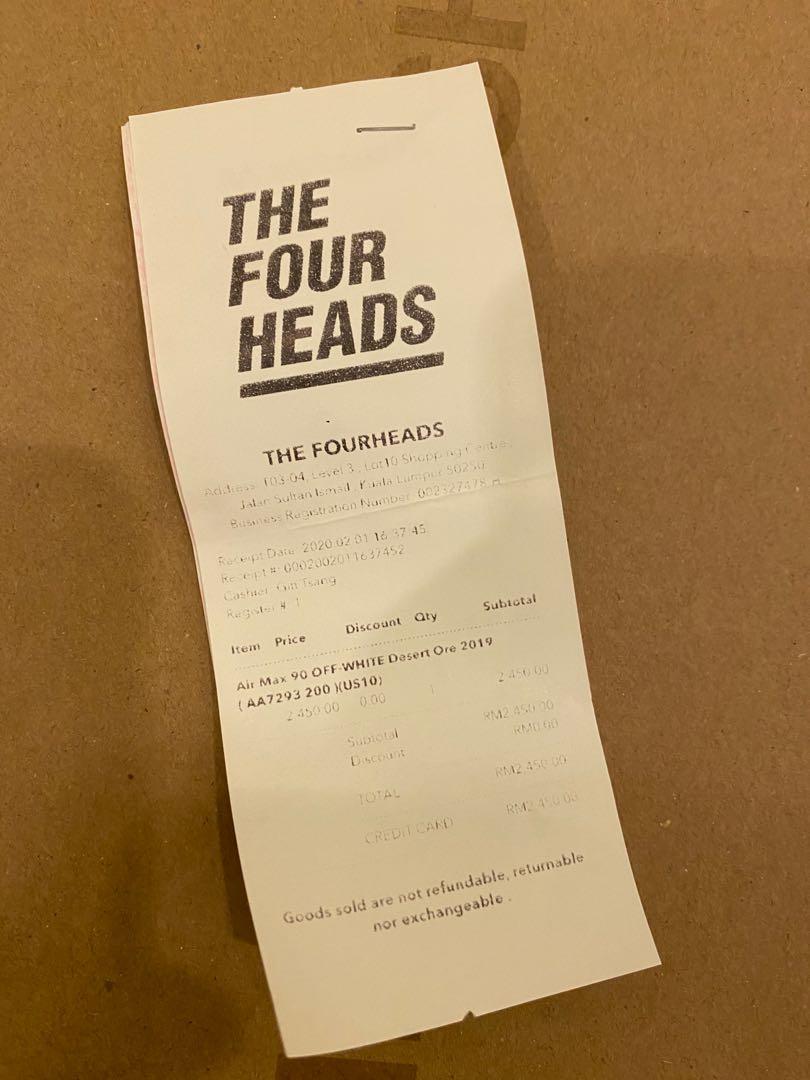 THE
FOUR
HEADS
THE FOURHEADS
Address: 103-04, Level 3, Lot10 Shopping Centre,
Jalan Sultan Ismail, Kuala Lumpur 50250
Business Registration Number: 002327478 H
Receipt Date: 2020.02.01 16:37:45
Receipt #: 0002002011637452
Cashier: Tsang
Register #: 1
Item Price Discount Qty Subtotal
Air Max 90 OFF-WHITE Desert Ore 2019
( AA7293 200 )(US10)
2 450.00 0.00 1 2 450.00
Subtotal RM2 450.00
Discount RM0.00
TOTAL RM2 450.00
CREDIT CARD RM2 450.00
Goods sold are not refundable, returnable
nor exchangeable .